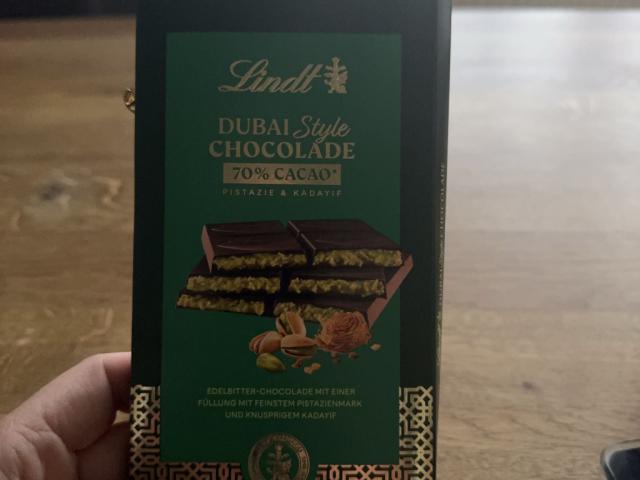 Lindt
DUBAI Style
CHOCOLADE
70% CACAO*
PISTAZIE & KADAYIF
EDELBITTER-CHOCOLADE MIT EINER
FÜLLUNG MIT FEINSTEM PISTAZIENMARK
UND KNUSPRIGEM KADAYIF